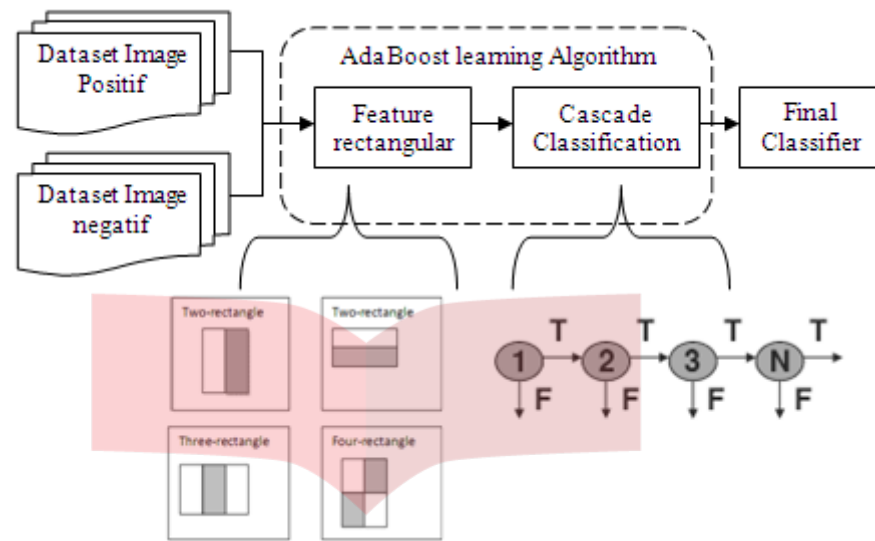 Dataset Image
Positif
AdaBoost learning Algorithm
Feature
rectangular
Cascade
Classification
Final
Classifier
Dataset Image
negatif
Two-rectangle
Two-rectangle
Three-rectangle
Four-rectangle
1 T 2 T 3 T N T
F F F F